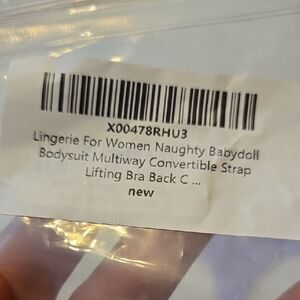 X00478RHU3
Lingerie For Women Naughty Babydoll
Bodysuit Multiway Convertible Strap
Lifting Bra Back C ...
new